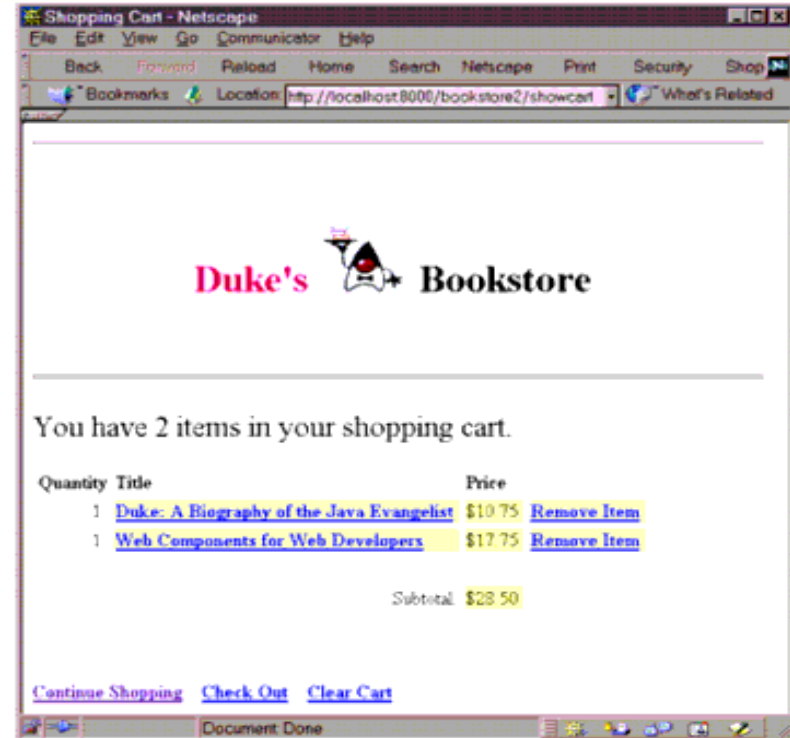 Shopping Cart - Netscape
File Edit View Go Communicator Help
Back Forward Reload Home Search Netscape Print Security Shop N
Bookmarks Location: http://localhost:8000/bookstore2/showcart What's Related
Duke's Bookstore
You have 2 items in your shopping cart.
Quantity Title Price
1 Duke: A Biography of the Java Evangelist $10.75 Remove Item
1 Web Components for Web Developers $17.75 Remove Item
Subtotal $28.50
Continue Shopping Check Out Clear Cart
Document Done